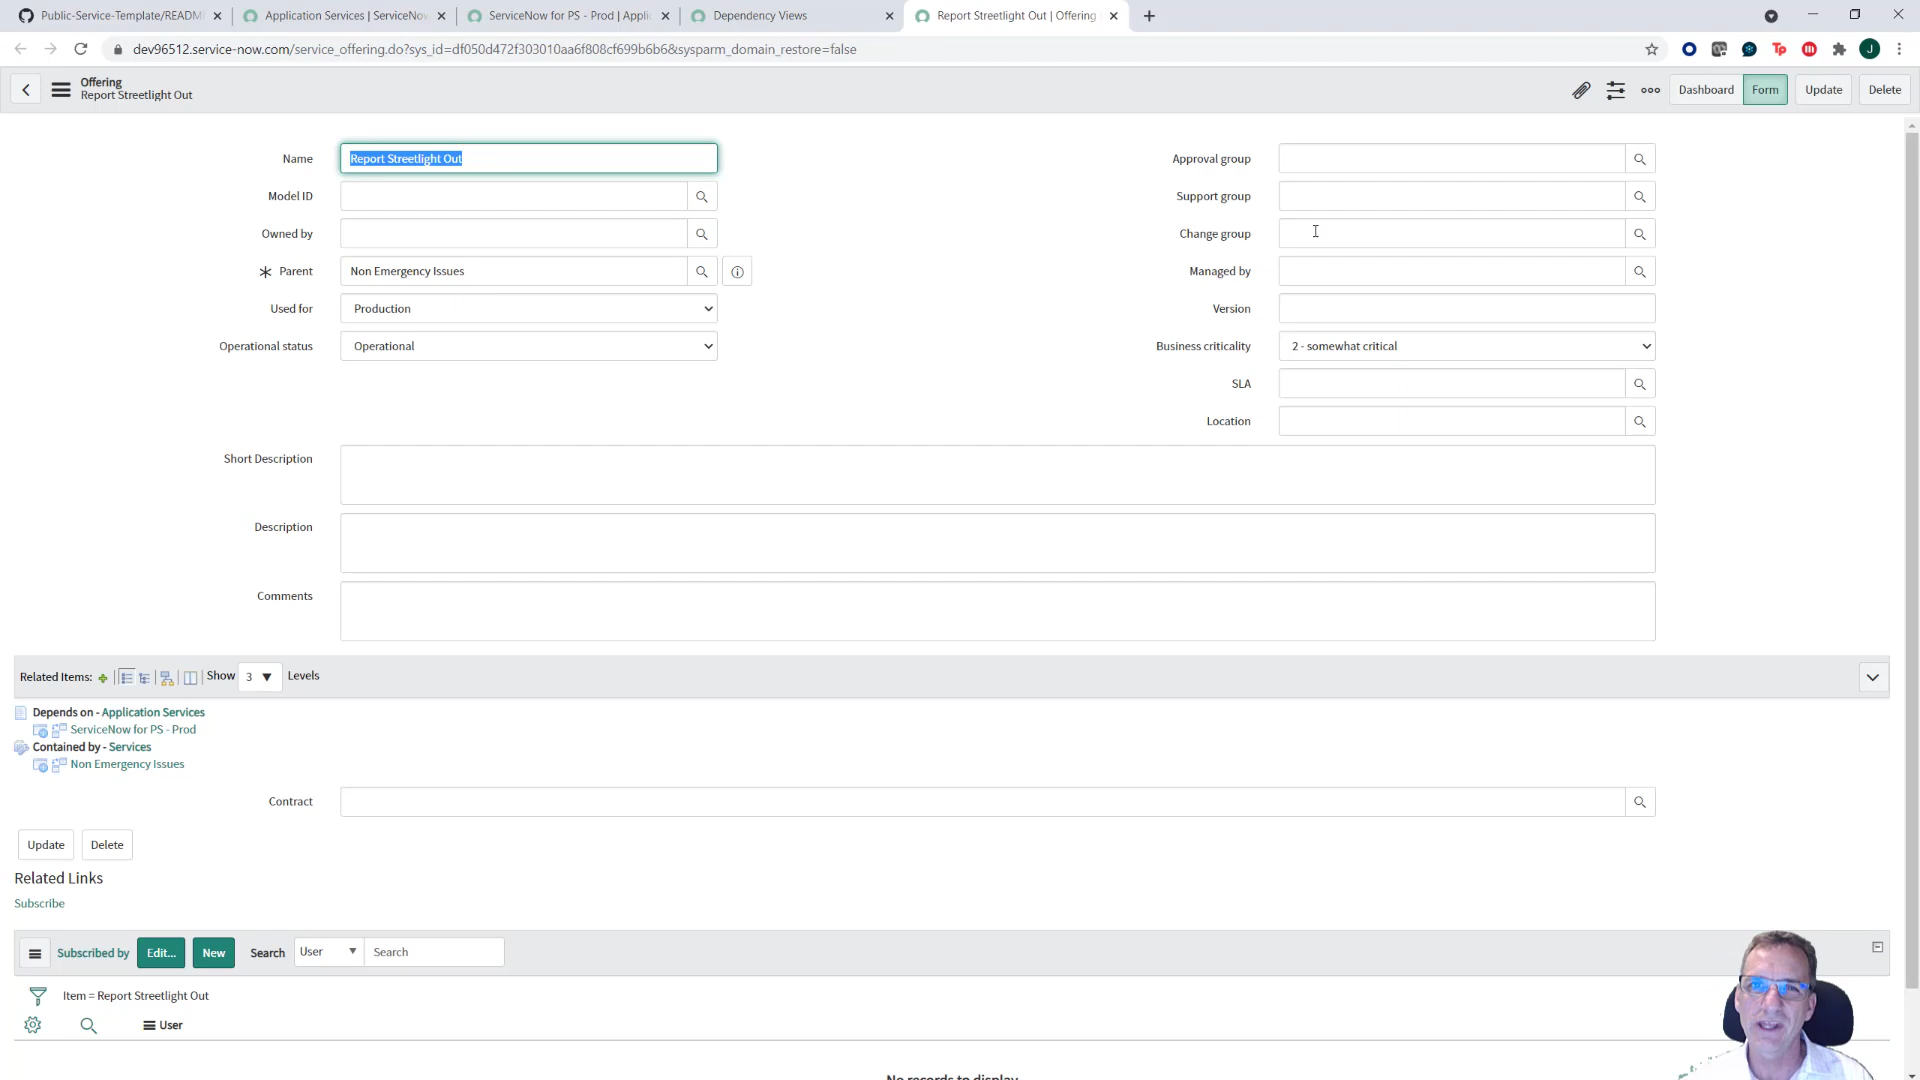 Public-Service-Template/READM
Application Services | ServiceNow
ServiceNow for PS - Prod | Applic
Dependency Views
Report Streetlight Out | Offering
dev96512.service-now.com/service_offering.do?sys_id=df050d472f303010aa6f808cf699b6b6&sysparm_domain_restore=false
Tp
J
Offering
Report Streetlight Out
Dashboard
Form
Update
Delete
Name
Report Streetlight Out
Approval group
Model ID
Support group
Owned by
Change group
Parent
Non Emergency Issues
Managed by
Used for
Production
Version
Operational status
Operational
Business criticality
2 - somewhat critical
SLA
Location
Short Description
Description
Comments
Related Items:
Show
3
Levels
Depends on - Application Services
ServiceNow for PS - Prod
Contained by - Services
Non Emergency Issues
Contract
Update
Delete
Related Links
Subscribe
Subscribed by
Edit...
New
Search
User
Search
Item = Report Streetlight Out
User
No records to display